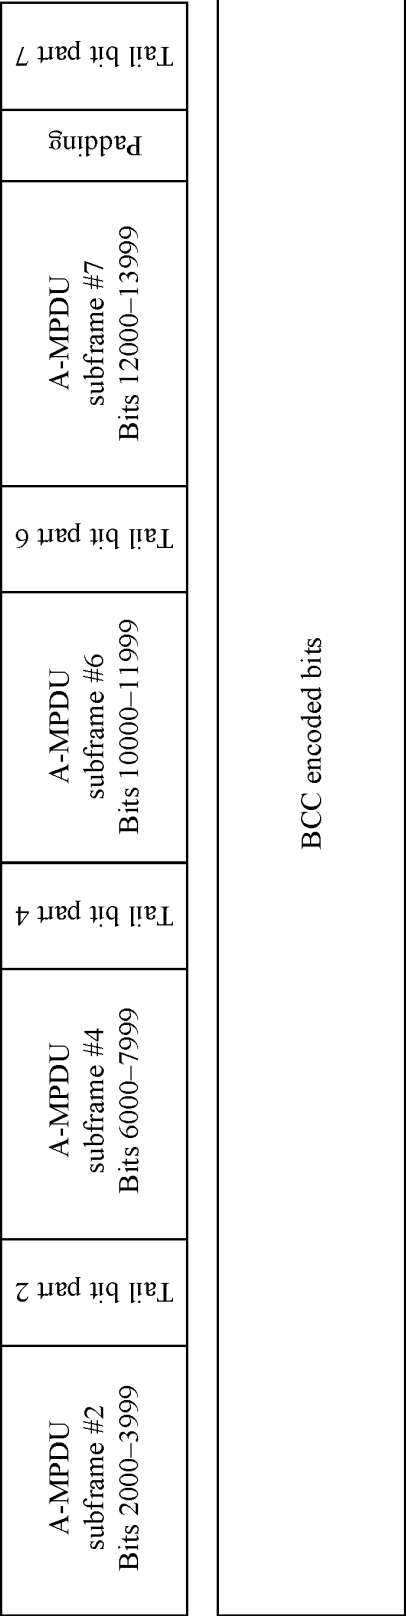 A-MPDU
subframe #2
Bits 2000–3999
Tail bit part 2
A-MPDU
subframe #4
Bits 6000–7999
Tail bit part 4
A-MPDU
subframe #6
Bits 10000–11999
Tail bit part 6
A-MPDU
subframe #7
Bits 12000–13999
Padding
Tail bit part 7
BCC encoded bits